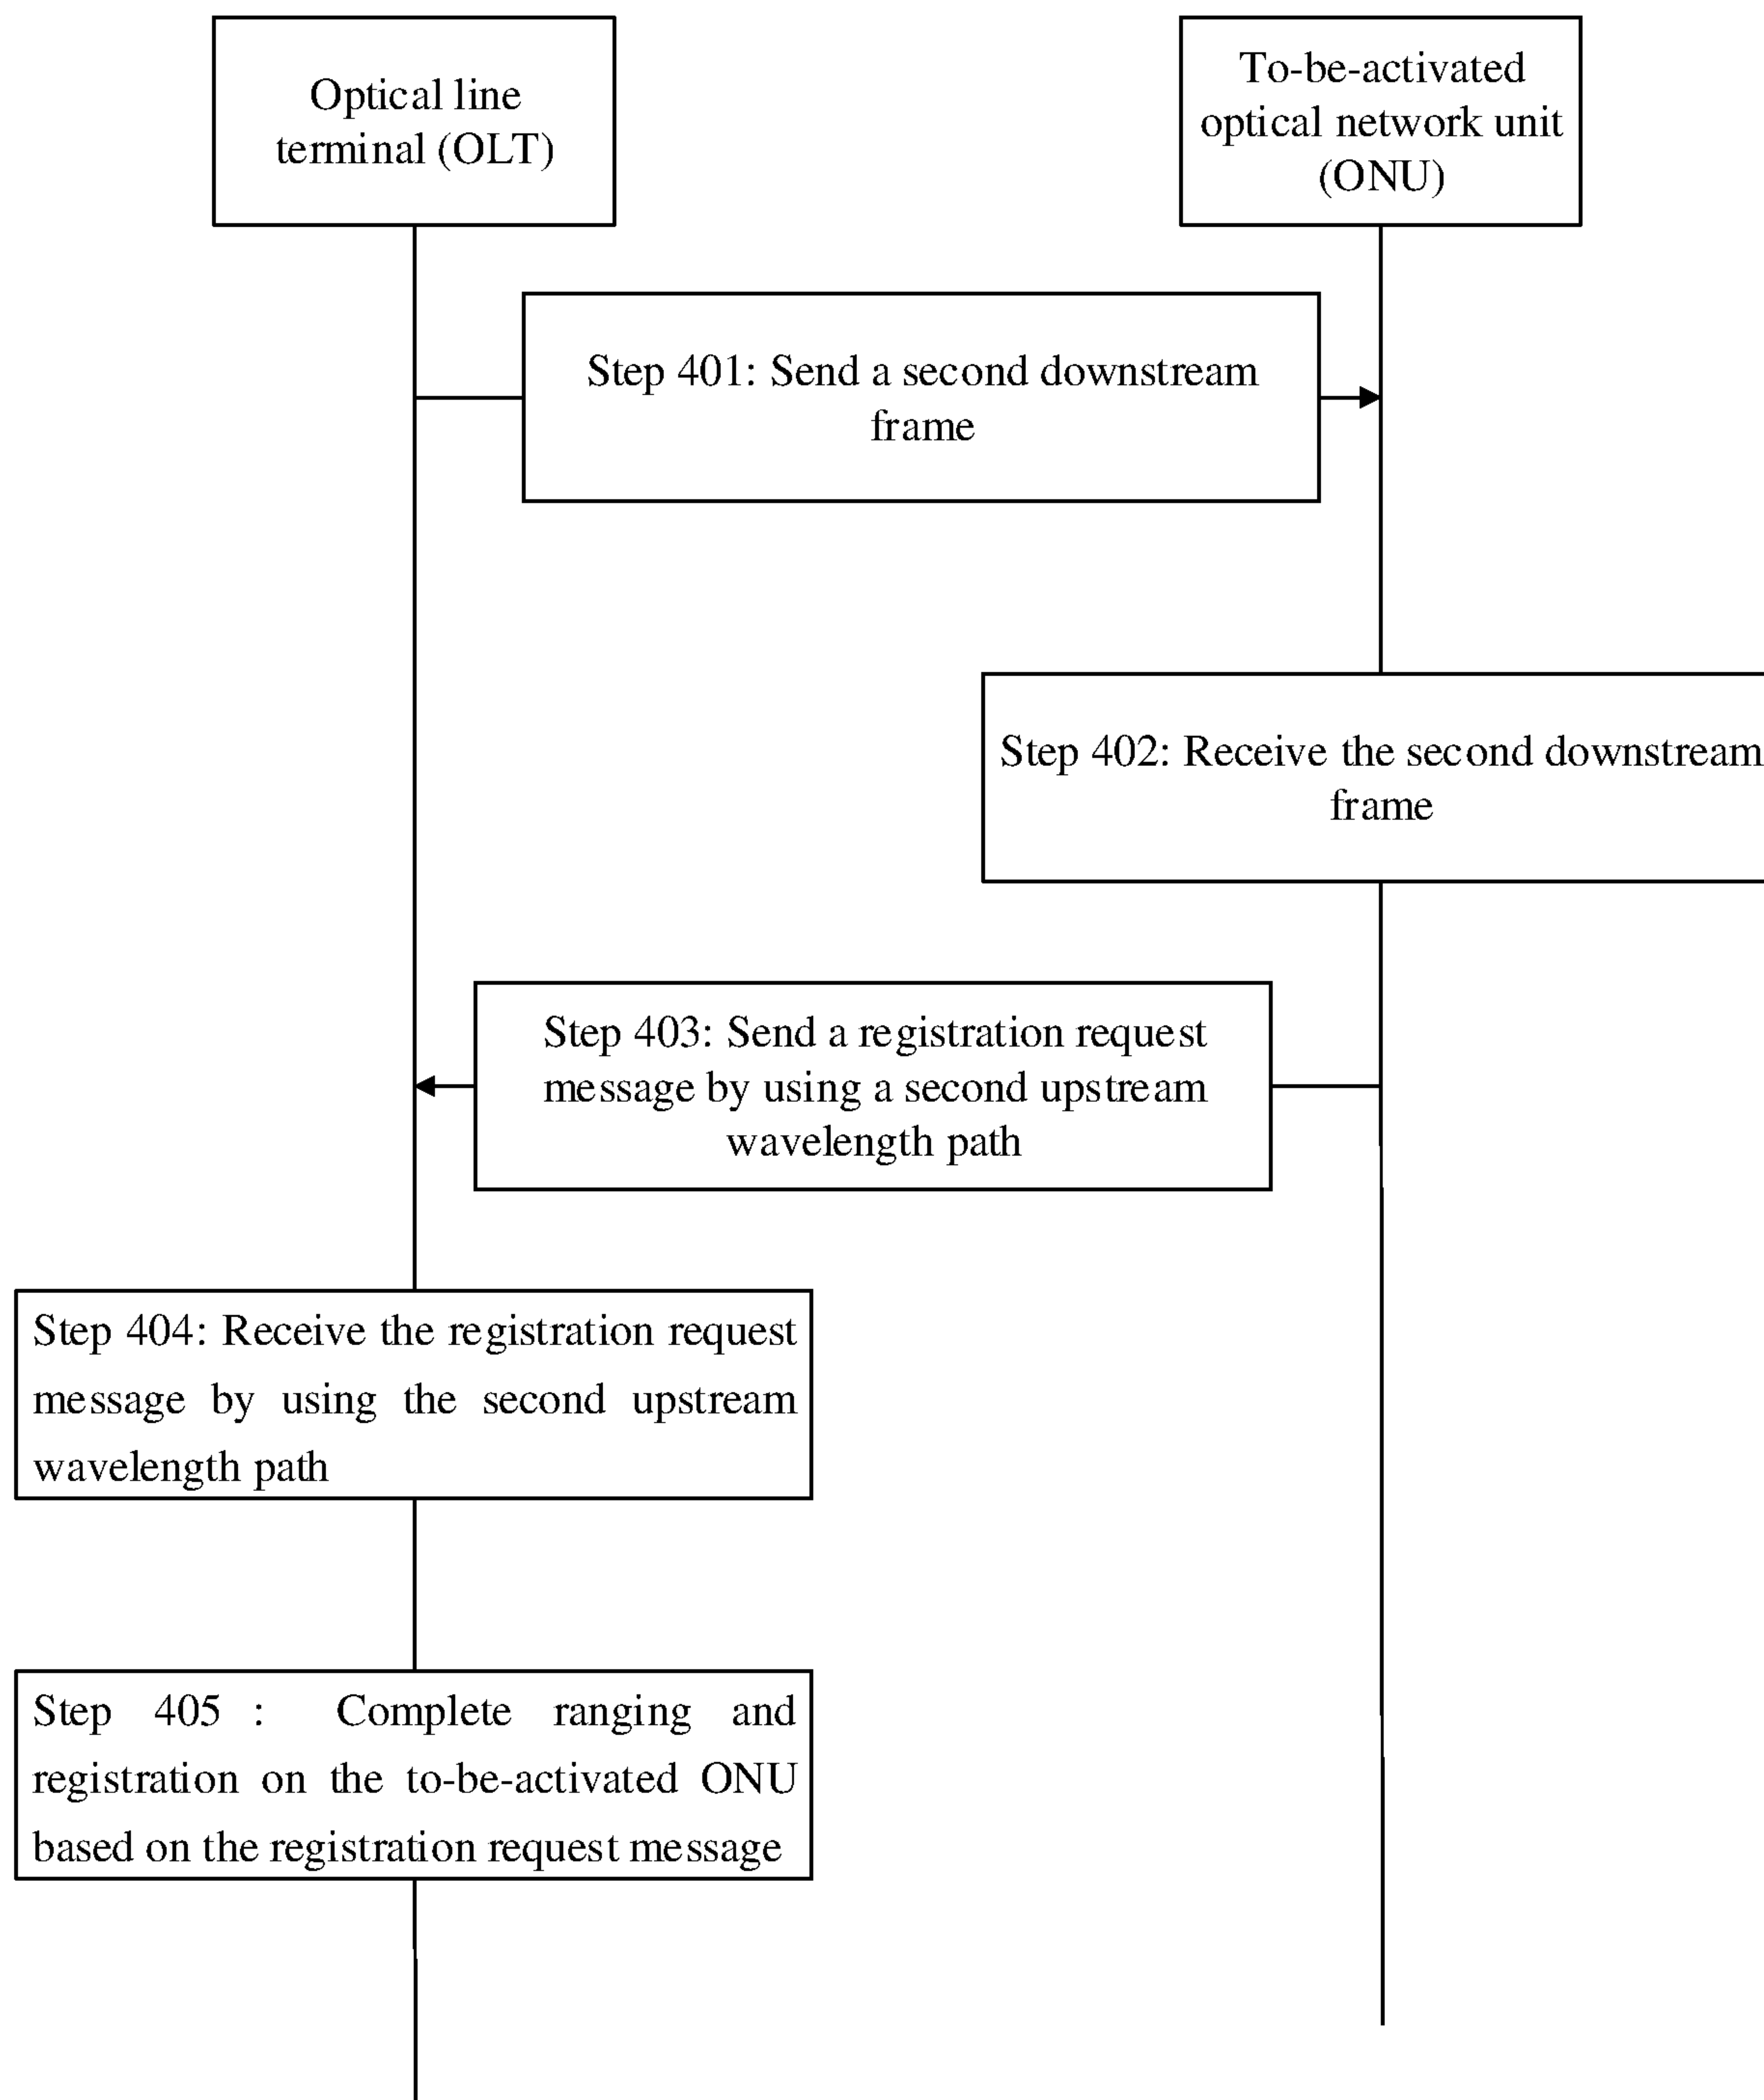 Optical line
terminal (OLT)
To-be-activated
optical network unit
(ONU)
Step 401: Send a second downstream
frame
Step 402: Receive the second downstream
frame
Step 403: Send a registration request
message by using a second upstream
wavelength path
Step 404: Receive the registration request
message by using the second upstream
wavelength path
Step 405 : Complete ranging and
registration on the to-be-activated ONU
based on the registration request message